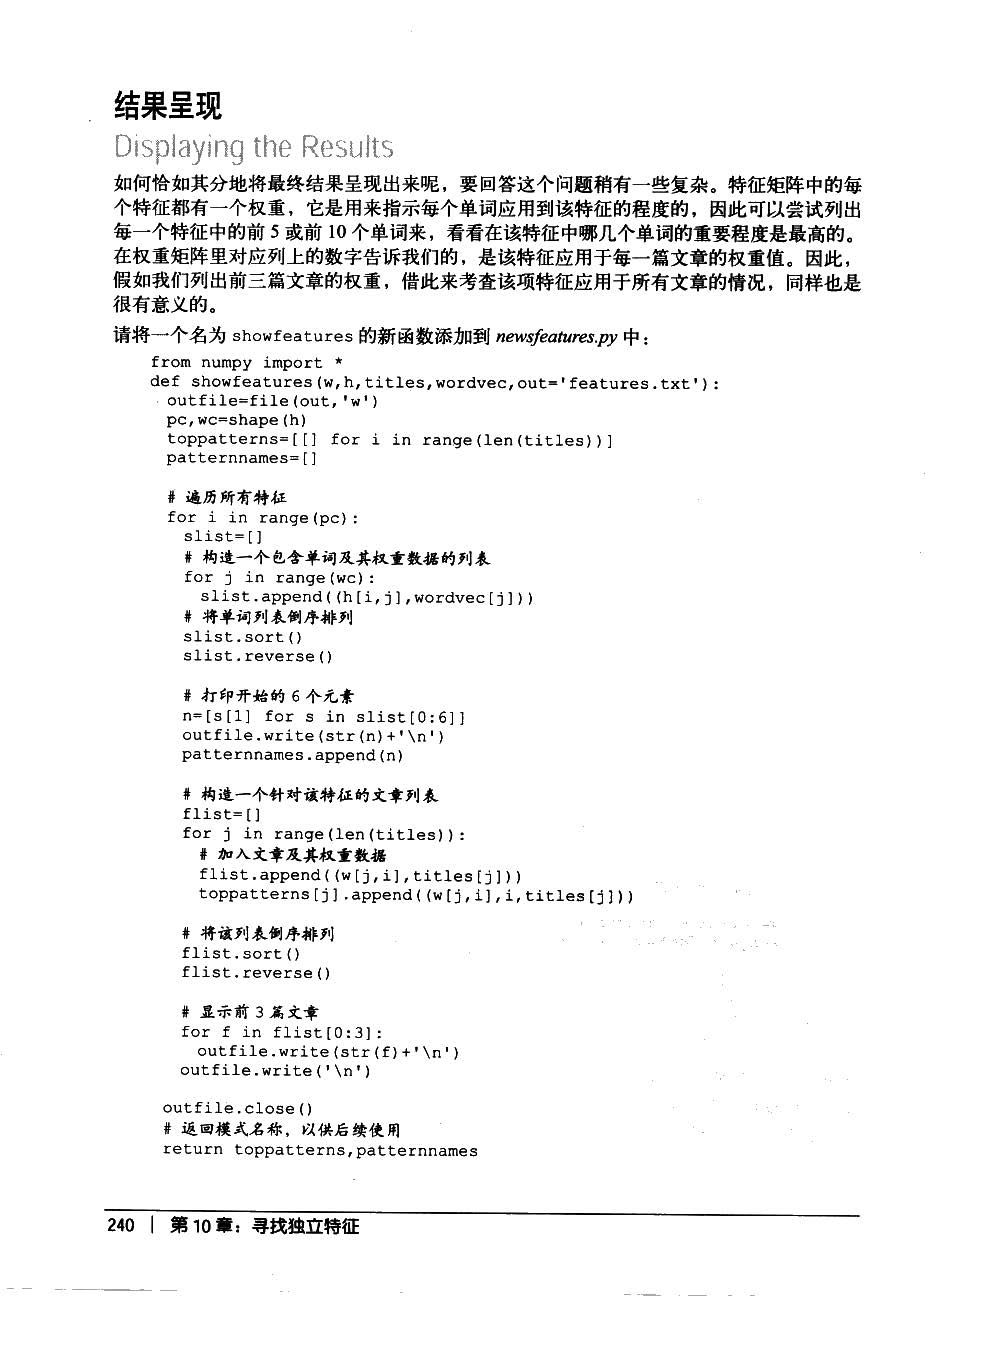 结果呈现
Displaying the Results
如何恰如其分地将最终结果呈现出来呢，要回答这个问题稍有一些复杂。特征矩阵中的每
个特征都有一个权重，它是用来指示每个单词应用到该特征的程度的，因此可以尝试列出
每一个特征中的前 5 或前 10 个单词来，看看在该特征中哪几个单词的重要程度是最高的。
在权重矩阵里对应列上的数字告诉我们的，是该特征应用于每一篇文章的权重值。因此，
假如我们列出前三篇文章的权重，借此来考查该项特征应用于所有文章的情况，同样也是
很有意义的。
请将一个名为 showfeatures 的新函数添加到 newsfeatures.py 中：
from numpy import *
def showfeatures(w,h,titles,wordvec,out='features.txt'):
  outfile=file(out,'w')
  pc,wc=shape(h)
  toppatterns=[[] for i in range(len(titles))]
  patternnames=[]
  # 遍历所有特征
  for i in range(pc):
    slist=[]
    # 构造一个包含单词及其权重数据的列表
    for j in range(wc):
      slist.append((h[i,j],wordvec[j]))
    # 将单词列表倒序排列
    slist.sort()
    slist.reverse()
    # 打印开始的 6 个元素
    n=[s[1] for s in slist[0:6]]
    outfile.write(str(n)+'\n')
    patternnames.append(n)
    # 构造一个针对该特征的文章列表
    flist=[]
    for j in range(len(titles)):
      # 加入文章及其权重数据
      flist.append((w[j,i],titles[j]))
      toppatterns[j].append((w[j,i],i,titles[j]))
    # 将该列表倒序排列
    flist.sort()
    flist.reverse()
    # 显示前 3 篇文章
    for f in flist[0:3]:
      outfile.write(str(f)+'\n')
    outfile.write('\n')
  outfile.close()
  # 返回模式名称，以供后续使用
  return toppatterns,patternnames
240 | 第 10 章：寻找独立特征